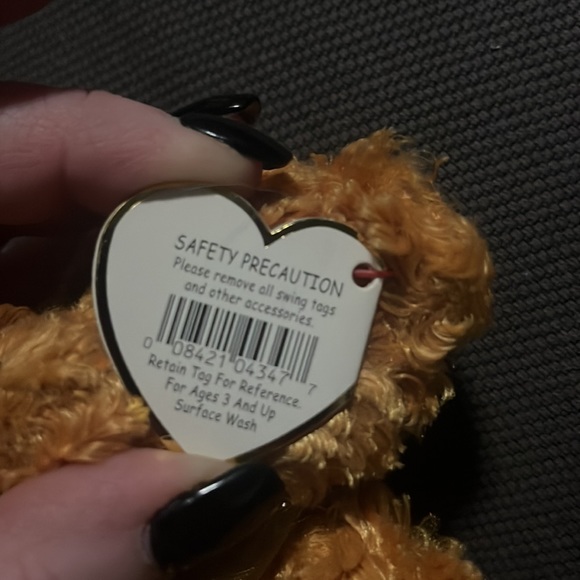 SAFETY PRECAUTION
Please remove all swing tags
and other accessories.
0 08421 04347 7
Retain Tag For Reference.
For Ages 3 And Up
Surface Wash